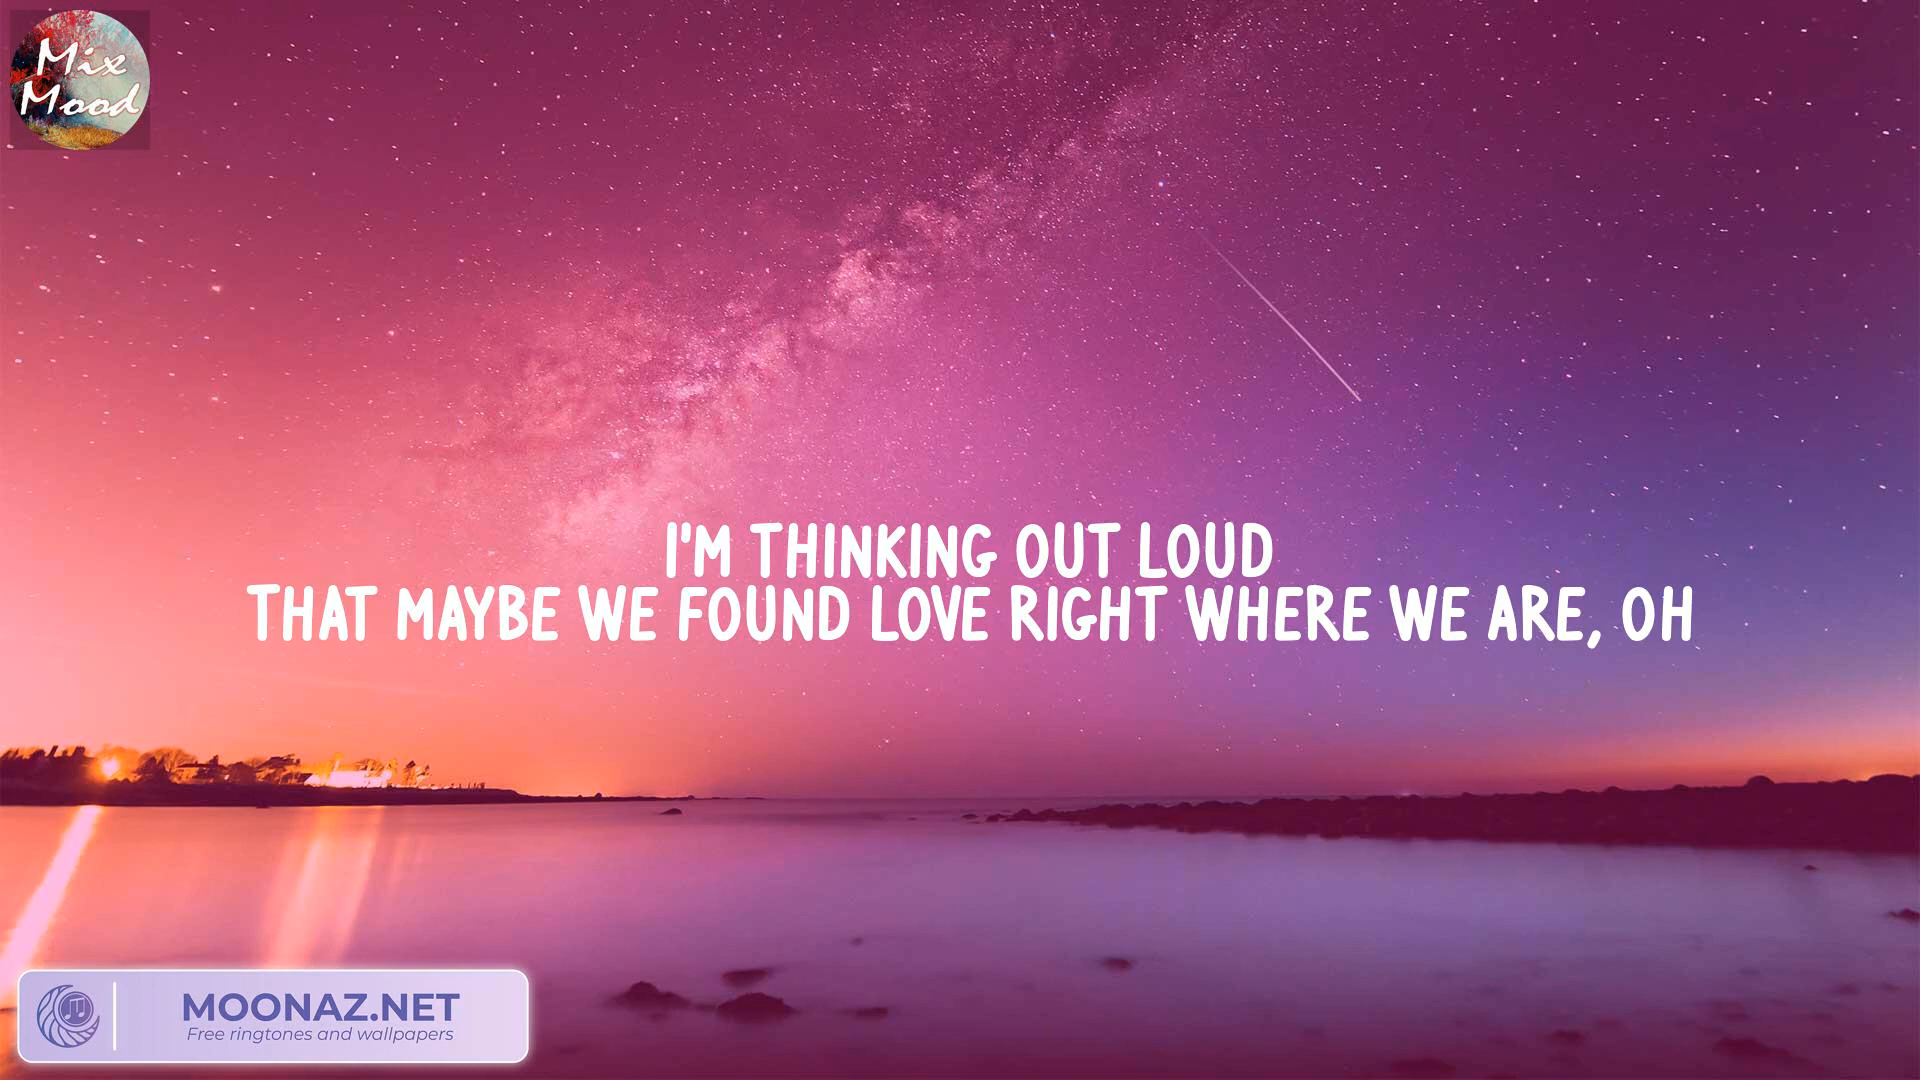 Mix
Mood
I'M THINKING OUT LOUD
THAT MAYBE WE FOUND LOVE RIGHT WHERE WE ARE, OH
MOONAZ.NET
Free ringtones and wallpapers